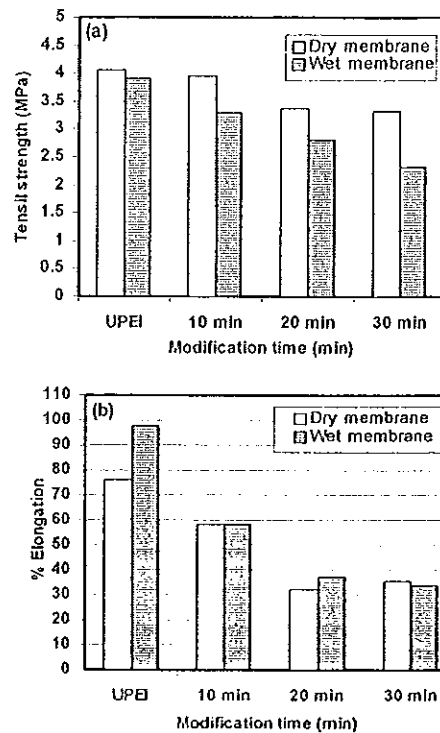 (a)
Dry membrane
Wet membrane
5
4.5
4
3.5
3
2.5
2
1.5
1
0.5
0
Tensil strength (MPa)
UPEI 10 min 20 min 30 min
Modification time (min)
(b)
Dry membrane
Wet membrane
110
100
90
80
70
60
50
40
30
20
10
0
% Elongation
UPEI 10 min 20 min 30 min
Modification time (min)